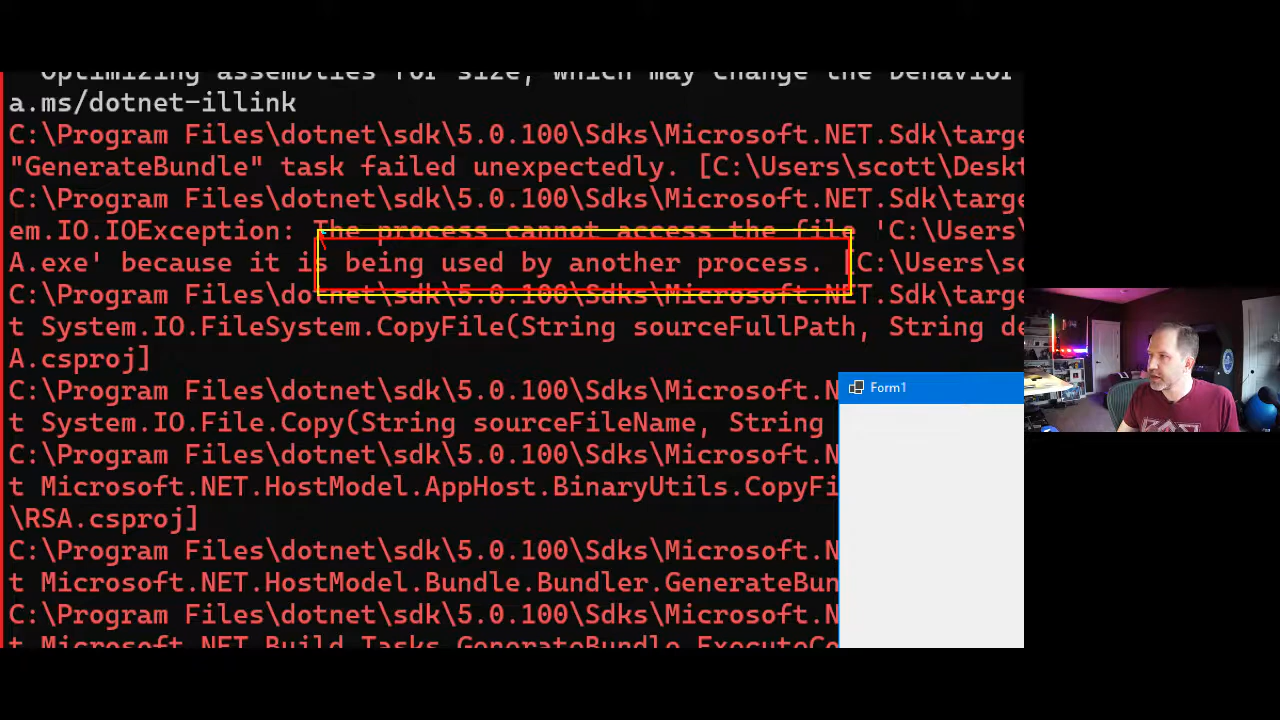 Optimizing assemblies for size, which may change the behavior
a.ms/dotnet-illink
C:\Program Files\dotnet\sdk\5.0.100\Sdks\Microsoft.NET.Sdk\targe
"GenerateBundle" task failed unexpectedly. [C:\Users\scott\Deskt
C:\Program Files\dotnet\sdk\5.0.100\Sdks\Microsoft.NET.Sdk\targe
em.IO.IOException: The process cannot access the file 'C:\Users\
A.exe' because it is being used by another process. [C:\Users\sc
C:\Program Files\dotnet\sdk\5.0.100\Sdks\Microsoft.NET.Sdk\targe
t System.IO.FileSystem.CopyFile(String sourceFullPath, String de
A.csproj]
C:\Program Files\dotnet\sdk\5.0.100\Sdks\Microsoft.N
t System.IO.File.Copy(String sourceFileName, String
C:\Program Files\dotnet\sdk\5.0.100\Sdks\Microsoft.N
t Microsoft.NET.HostModel.AppHost.BinaryUtils.CopyFi
\RSA.csproj]
C:\Program Files\dotnet\sdk\5.0.100\Sdks\Microsoft.N
t Microsoft.NET.HostModel.Bundle.Bundler.GenerateBun
C:\Program Files\dotnet\sdk\5.0.100\Sdks\Microsoft.N
t Microsoft.NET.Build.Tasks.GenerateBundle.ExecuteCo
Form1